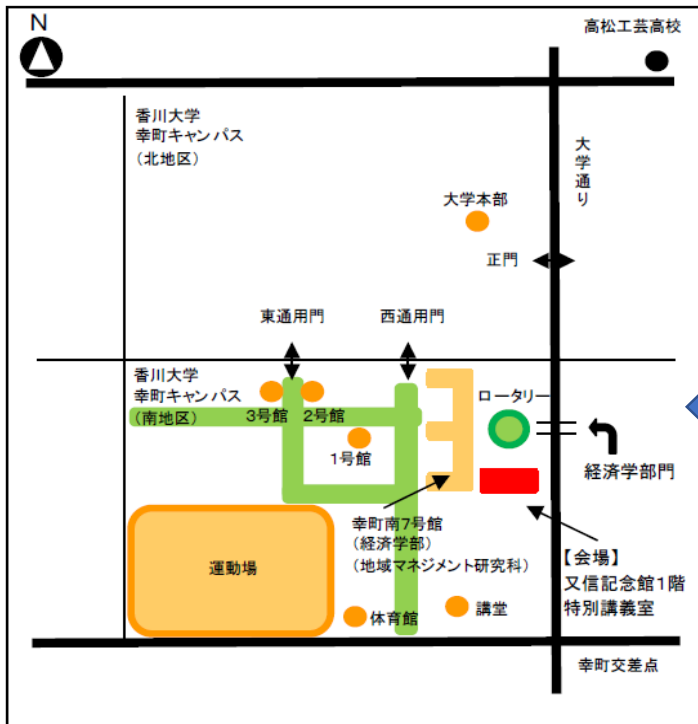 N
高松工芸高校
香川大学
幸町キャンパス
(北地区)
大学通り
大学本部
正門
東通用門
西通用門
香川大学
幸町キャンパス
(南地区)
3号館
2号館
ロータリー
1号館
経済学部門
幸町南7号館
(経済学部)
(地域マネジメント研究科)
【会場】
又信記念館1階
特別講義室
運動場
体育館
講堂
幸町交差点